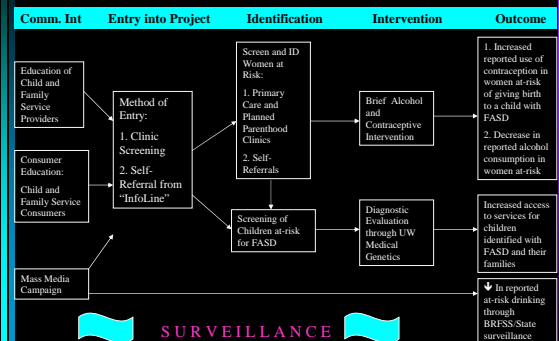 Comm. Int
Entry into Project
Identification
Intervention
Outcome
Education of
Child and
Family
Service
Providers
Consumer
Education:
Child and
Family Service
Consumers
Mass Media
Campaign
Method of
Entry:
1. Clinic
Screening
2. Self-
Referral from
“InfoLine”
Screen and ID
Women at
Risk:
1. Primary
Care and
Planned
Parenthood
Clinics
2. Self-
Referrals
Screening of
Children at-risk
for FASD
Brief Alcohol
and
Contraceptive
Intervention
Diagnostic
Evaluation
through UW
Medical
Genetics
1. Increased
reported use of
contraception in
women at-risk
of giving birth
to a child with
FASD
2. Decrease in
reported alcohol
consumption in
women at-risk
Increased access
to services for
children
identified with
FASD and their
families
🡻 In reported
at-risk drinking
through
BRFSS/State
surveillance
SURVEILLANCE